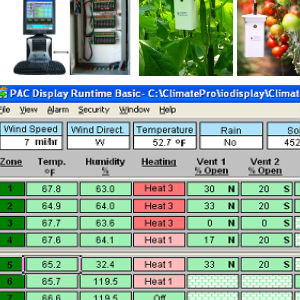 PAC Display Runtime Basic- C:\ClimatePro\iodisplay\Climat
File View Alarm Security Window Help
Wind Speed Wind Direct. Temperature Rain Sol
7 mi/hr W 52.7 °F No 452
Zone Temp. Humidity Heating Vent 1 Vent 2
°F % % Open % Open
1 67.8 63.0 Heat 3 30 N 20 S
2 64.9 64.0 Heat 3 33 N 20 S
3 67.7 63.6 Heat 3 0 N 0 S
4 67.6 64.1 Heat 1 17 N 20 S
5 65.2 32.4 Heat 1 33 N 20 S
6 65.7 119.5 Heat 1
7 66.6 119.5 Off